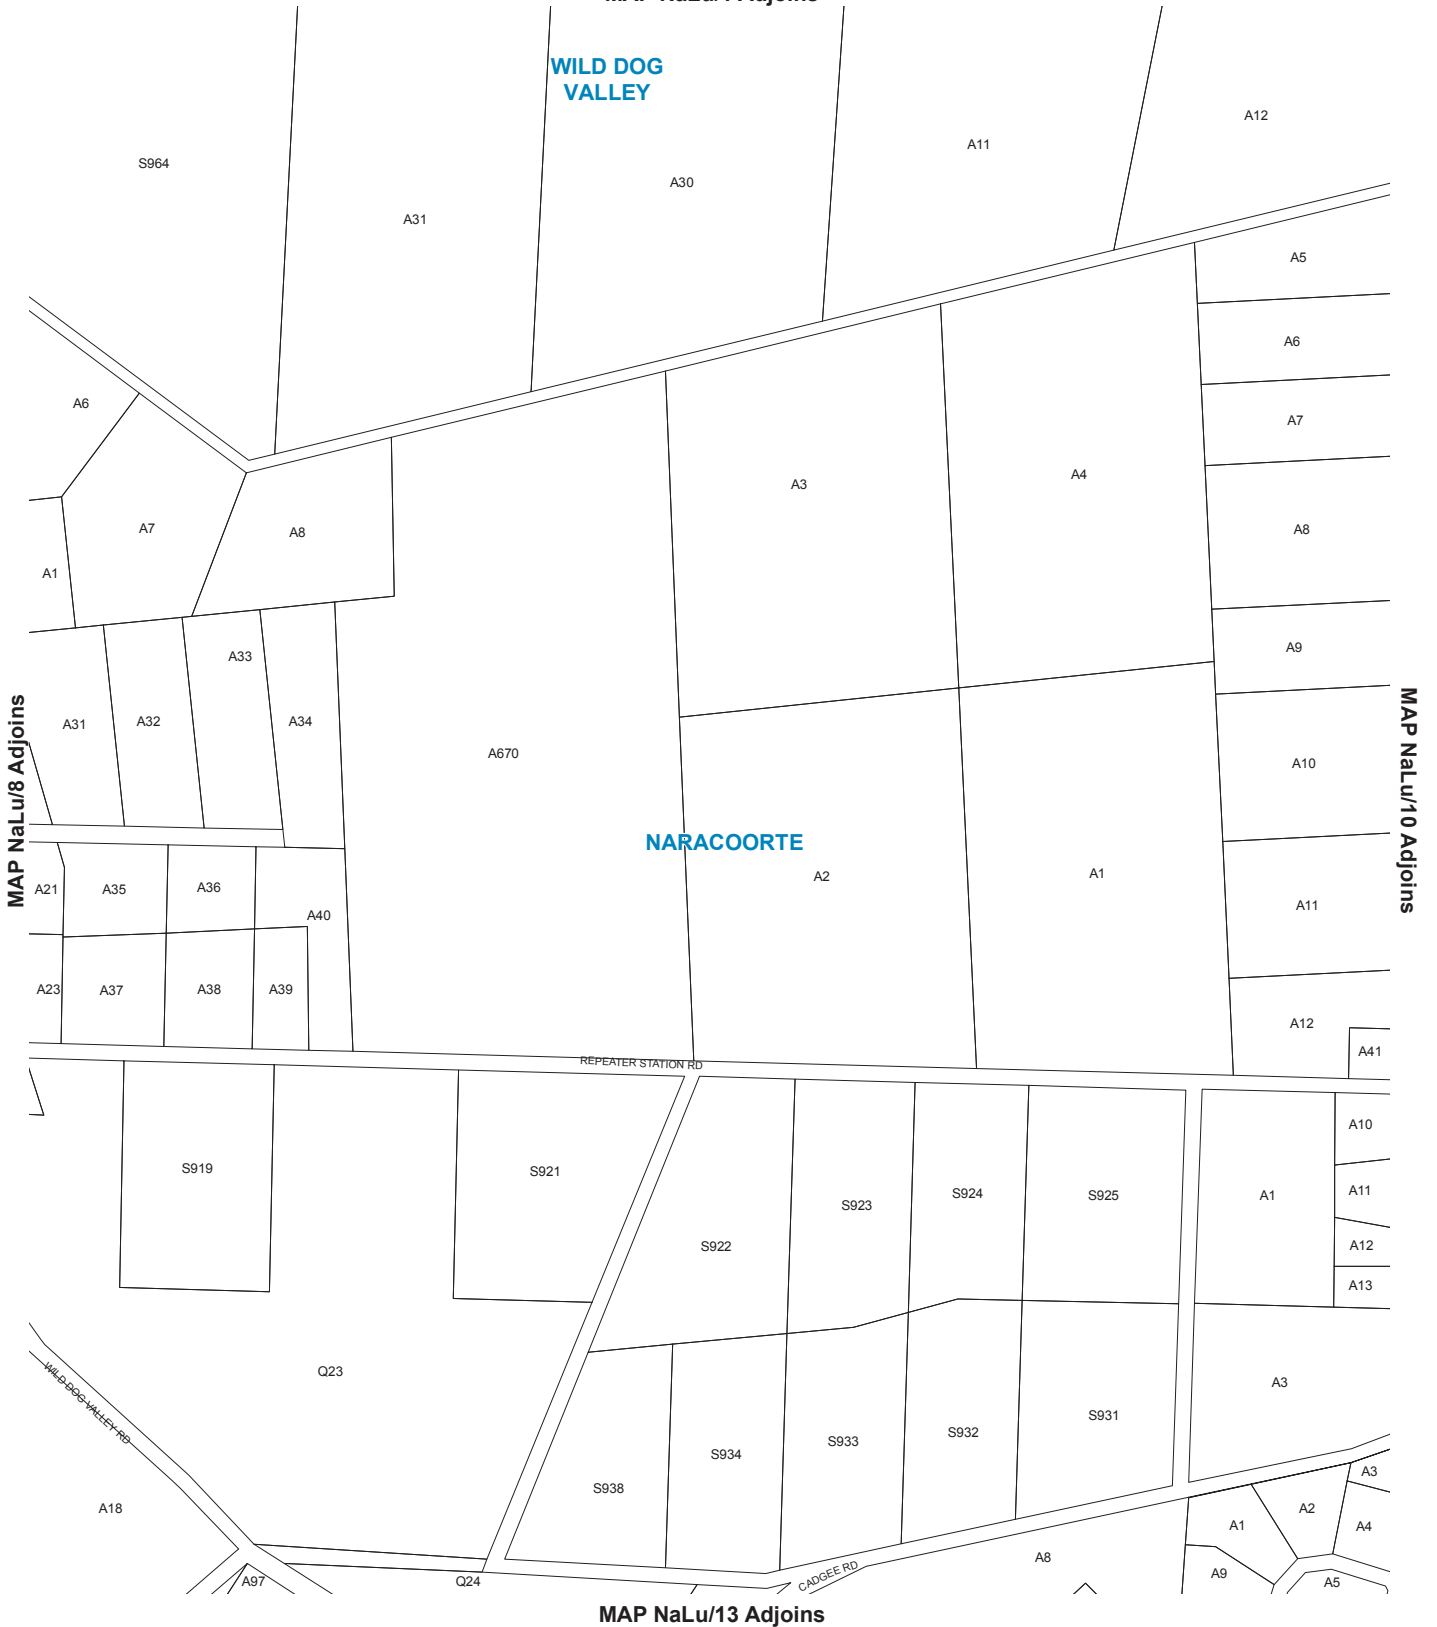 WILD DOG
VALLEY
A12
A11
S964
A30
A31
A5
A6
A6
A7
A3
A4
A7
A8
A8
A1
A33
A9
A31
A32
A34
A670
A10
MAP NaLu/8 Adjoins
MAP NaLu/10 Adjoins
NARACOORTE
A21
A35
A36
A2
A1
A40
A11
A23
A37
A38
A39
A12
A41
REPEATER STATION RD
A10
S919
S921
S923
S924
S925
A1
A11
S922
A12
A13
Q23
WILD DOG VALLEY RD
A3
S934
S933
S932
S931
A3
S938
A18
A1
A2
A4
A8
A97
Q24
CADGEE RD
A9
A5
MAP NaLu/13 Adjoins